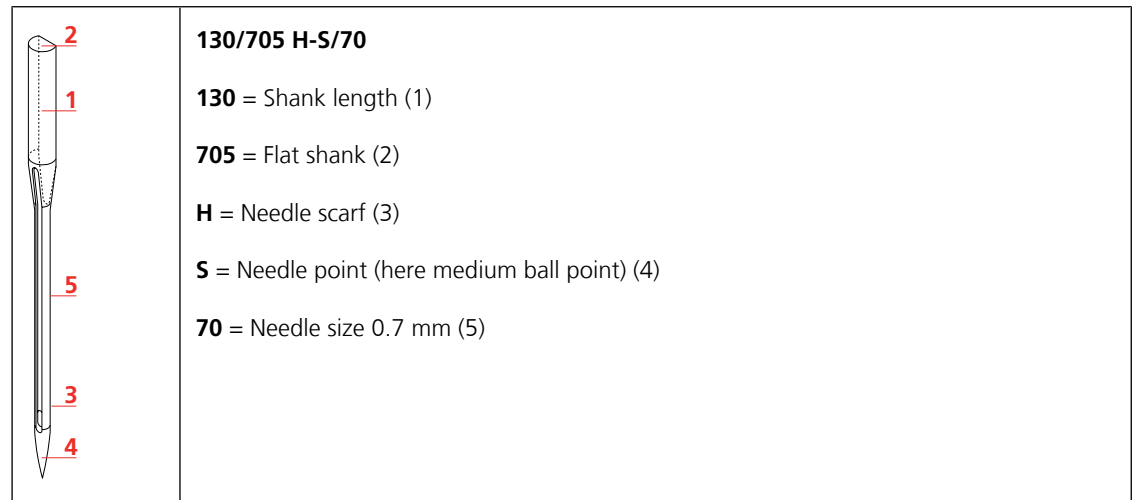 2
1
5
3
4
130/705 H-S/70
130 = Shank length (1)
705 = Flat shank (2)
H = Needle scarf (3)
S = Needle point (here medium ball point) (4)
70 = Needle size 0.7 mm (5)